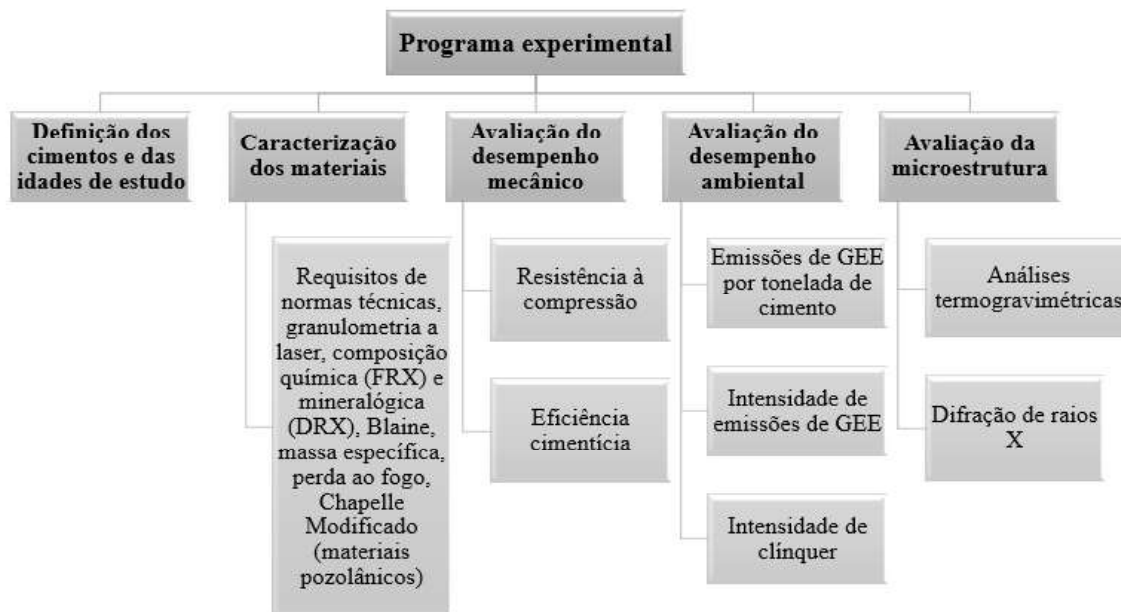 Programa experimental
Definição dos
cimentos e das
idades de estudo
Caracterização
dos materiais
Avaliação do
desempenho
mecânico
Avaliação do
desempenho
ambiental
Avaliação da
microestrutura
Requisitos de
normas técnicas,
granulometria a
laser, composição
química (FRX) e
mineralógica
(DRX), Blaine,
massa específica,
perda ao fogo,
Chapelle
Modificado
(materiais
pozolânicos)
Resistência à
compressão
Eficiência
cimentícia
Emissões de GEE
por tonelada de
cimento
Intensidade de
emissões de GEE
Intensidade de
clínquer
Análises
termogravimétricas
Difração de raios
X